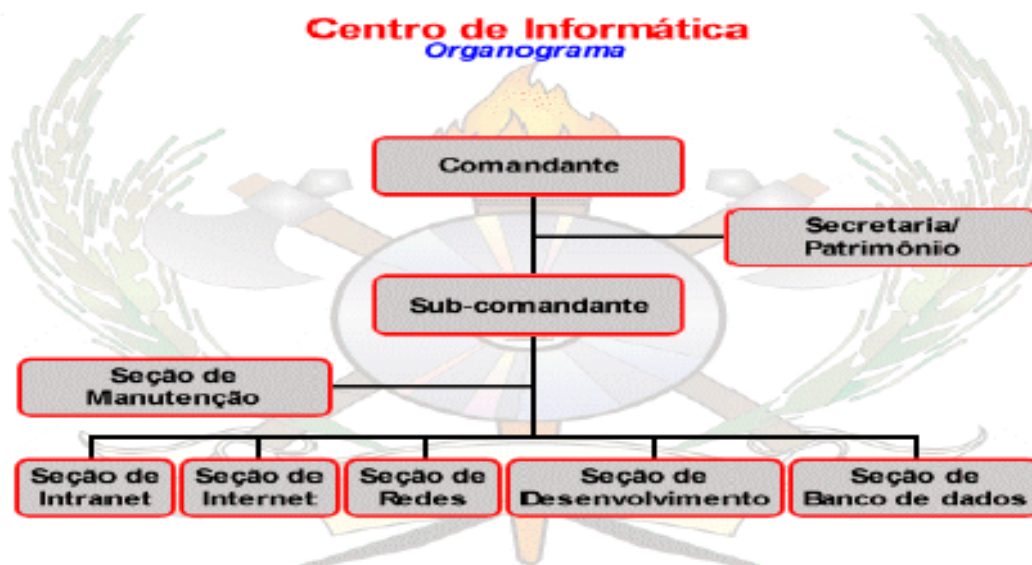 Centro de Informática
Organograma
Comandante
Secretaria/
Patrimônio
Sub-comandante
Seção de
Manutenção
Seção de
Intranet
Seção de
Internet
Seção de
Redes
Seção de
Desenvolvimento
Seção de
Banco de dados